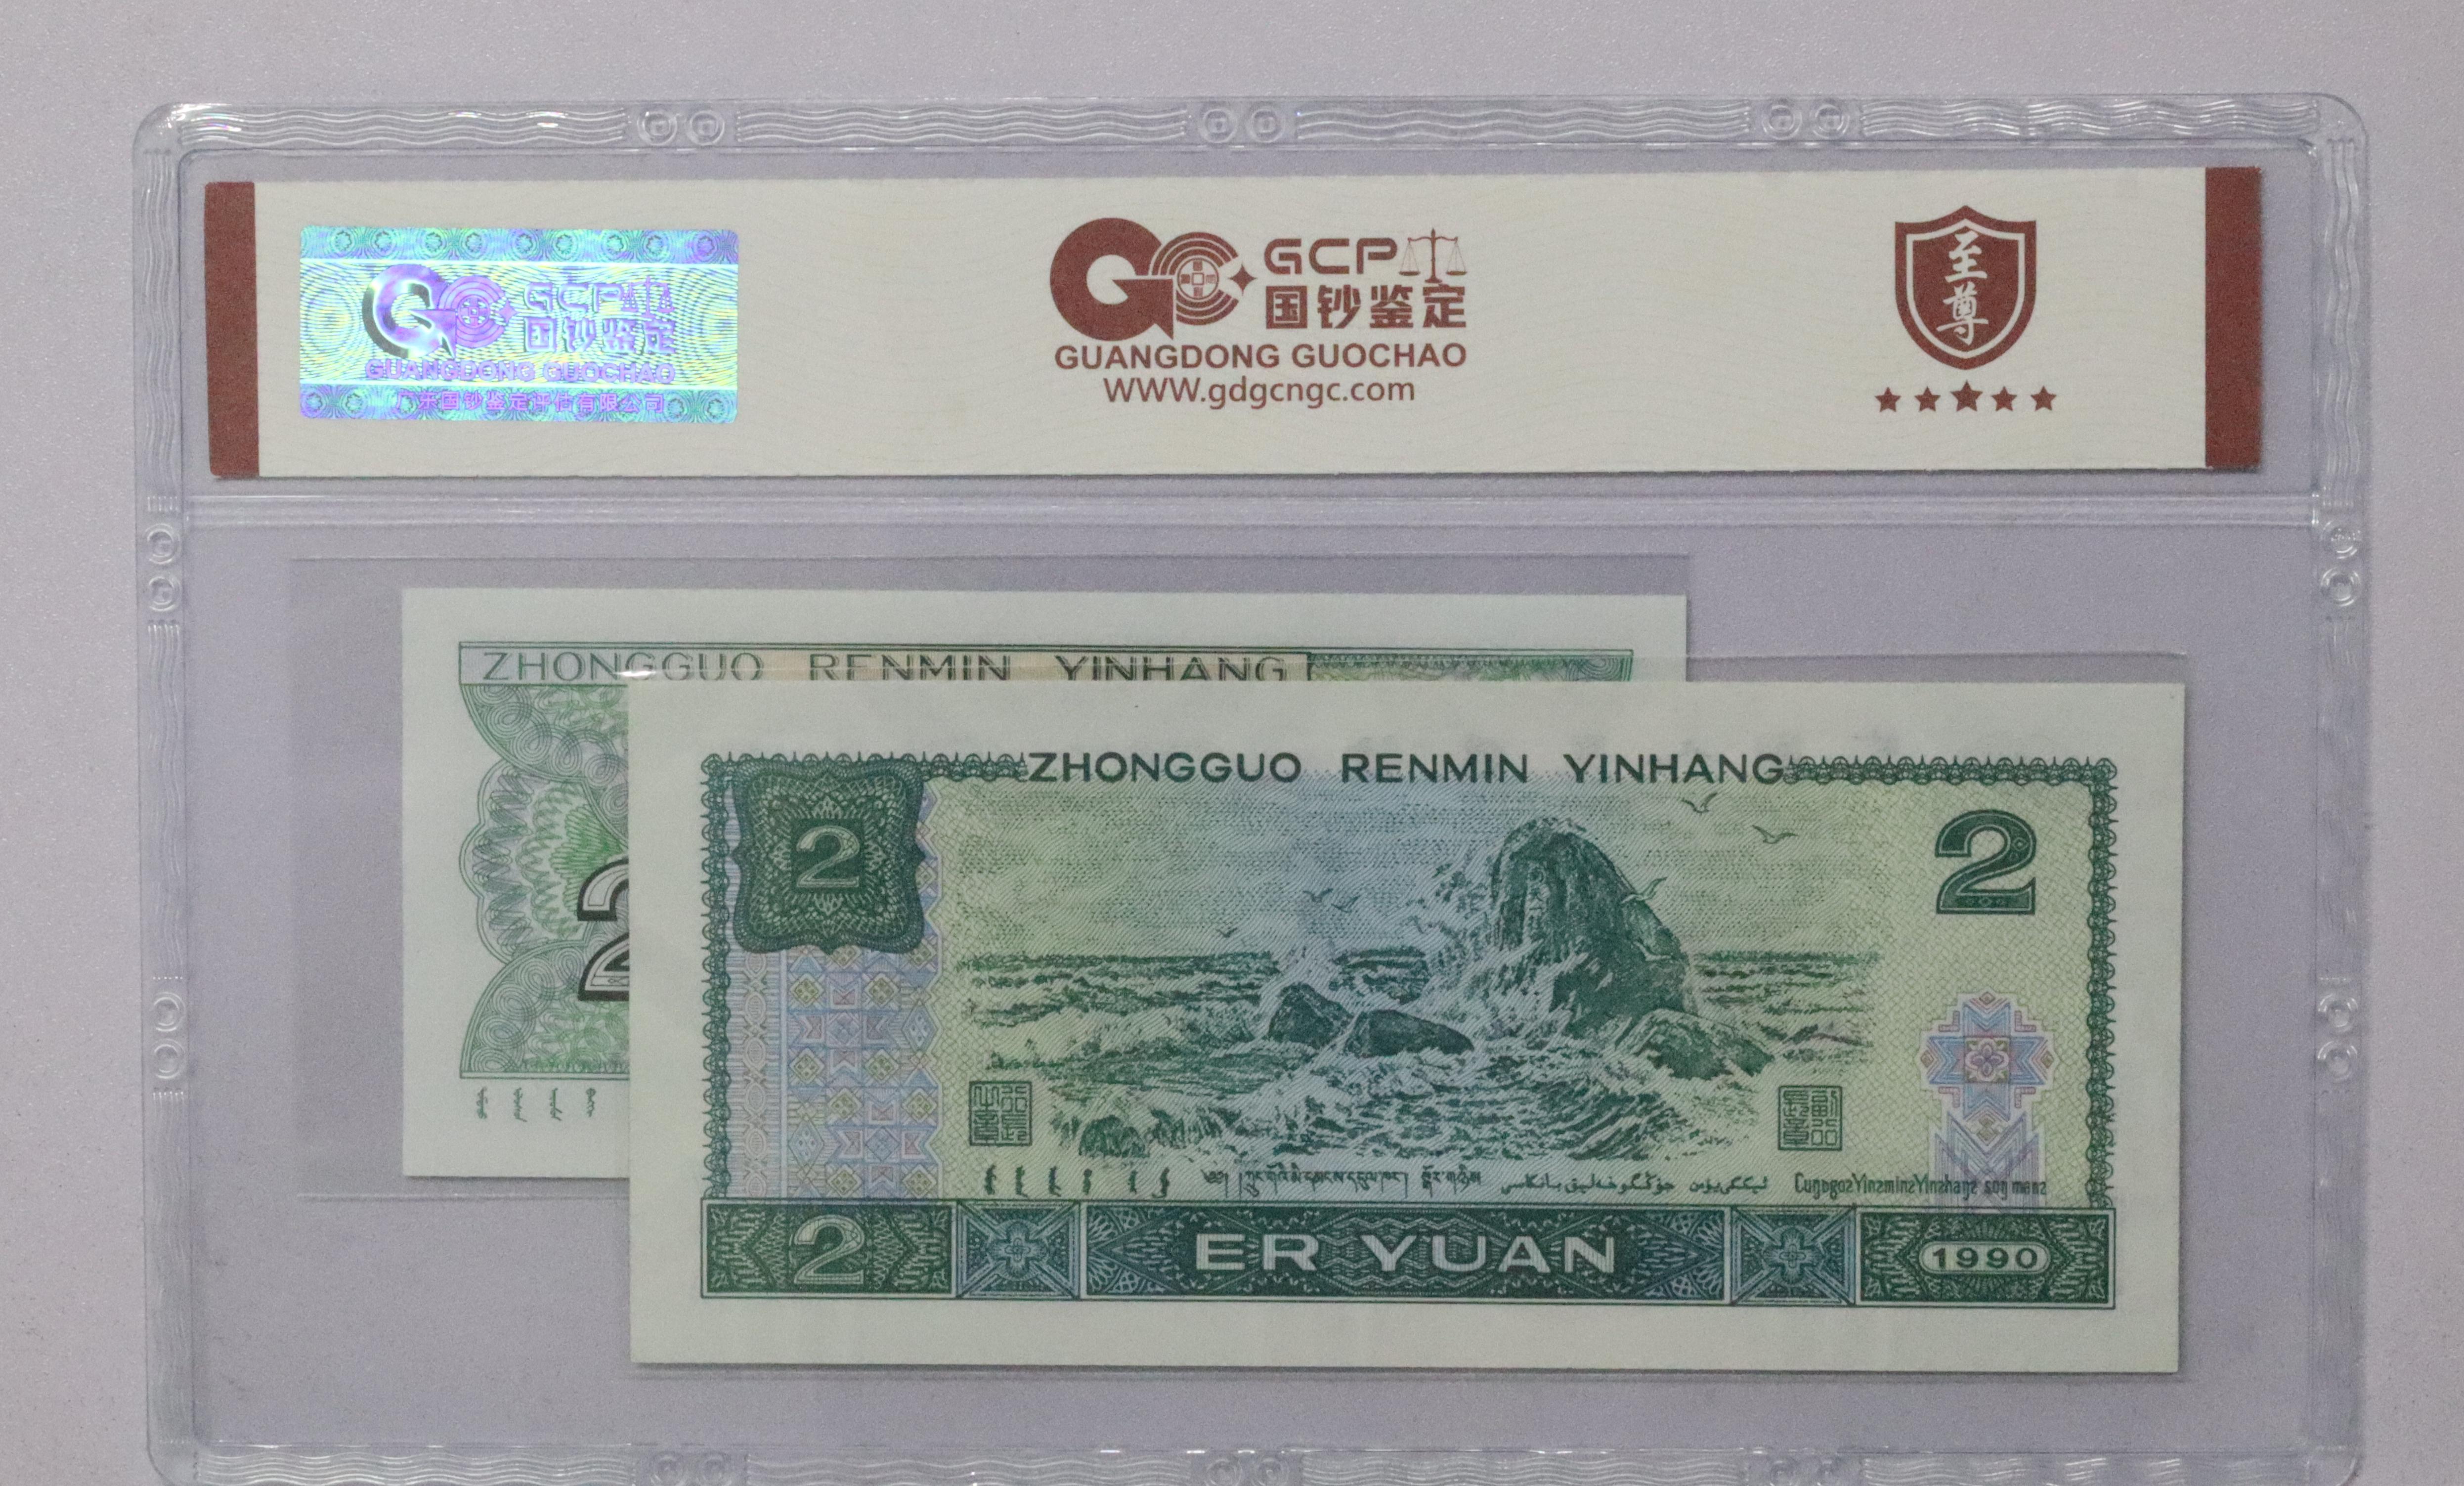 GCP
国钞鉴定
GUANGDONG GUOCHAO
广东国钞鉴定评估有限公司
GCP
国钞鉴定
GUANGDONG GUOCHAO
WWW.gdgcngc.com
至尊
ZHONGGUO RENMIN YINHANG
2
ZHONGGUO RENMIN YINHANG
2
2
2
ER YUAN
1990